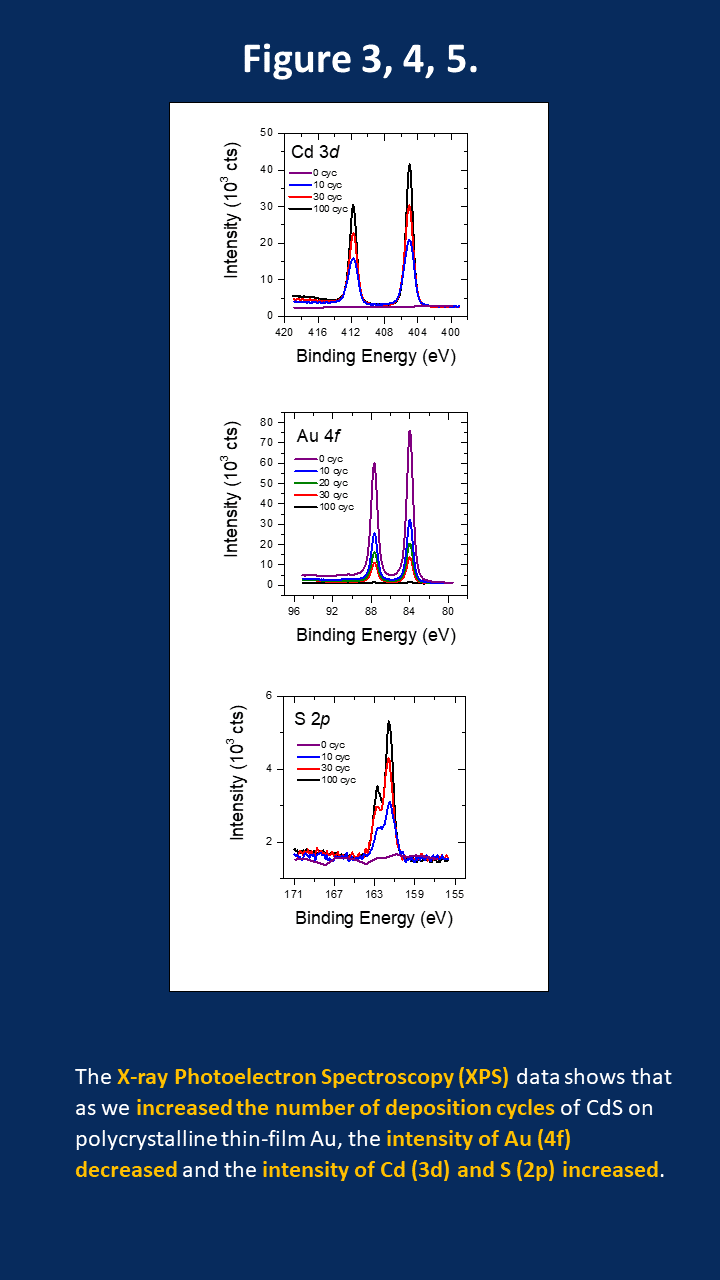 Figure 3, 4, 5.
50
40
30
20
10
0
Intensity (10³ cts)
Cd 3d
0 cyc
10 cyc
30 cyc
100 cyc
420 416 412 408 404 400
Binding Energy (eV)
80
70
60
50
40
30
20
10
0
Intensity (10³ cts)
Au 4f
0 cyc
10 cyc
20 cyc
30 cyc
100 cyc
96 92 88 84 80
Binding Energy (eV)
6
4
2
Intensity (10³ cts)
S 2p
0 cyc
10 cyc
30 cyc
100 cyc
171 167 163 159 155
Binding Energy (eV)
The X-ray Photoelectron Spectroscopy (XPS) data shows that
as we increased the number of deposition cycles of CdS on
polycrystalline thin-film Au, the intensity of Au (4f)
decreased and the intensity of Cd (3d) and S (2p) increased.